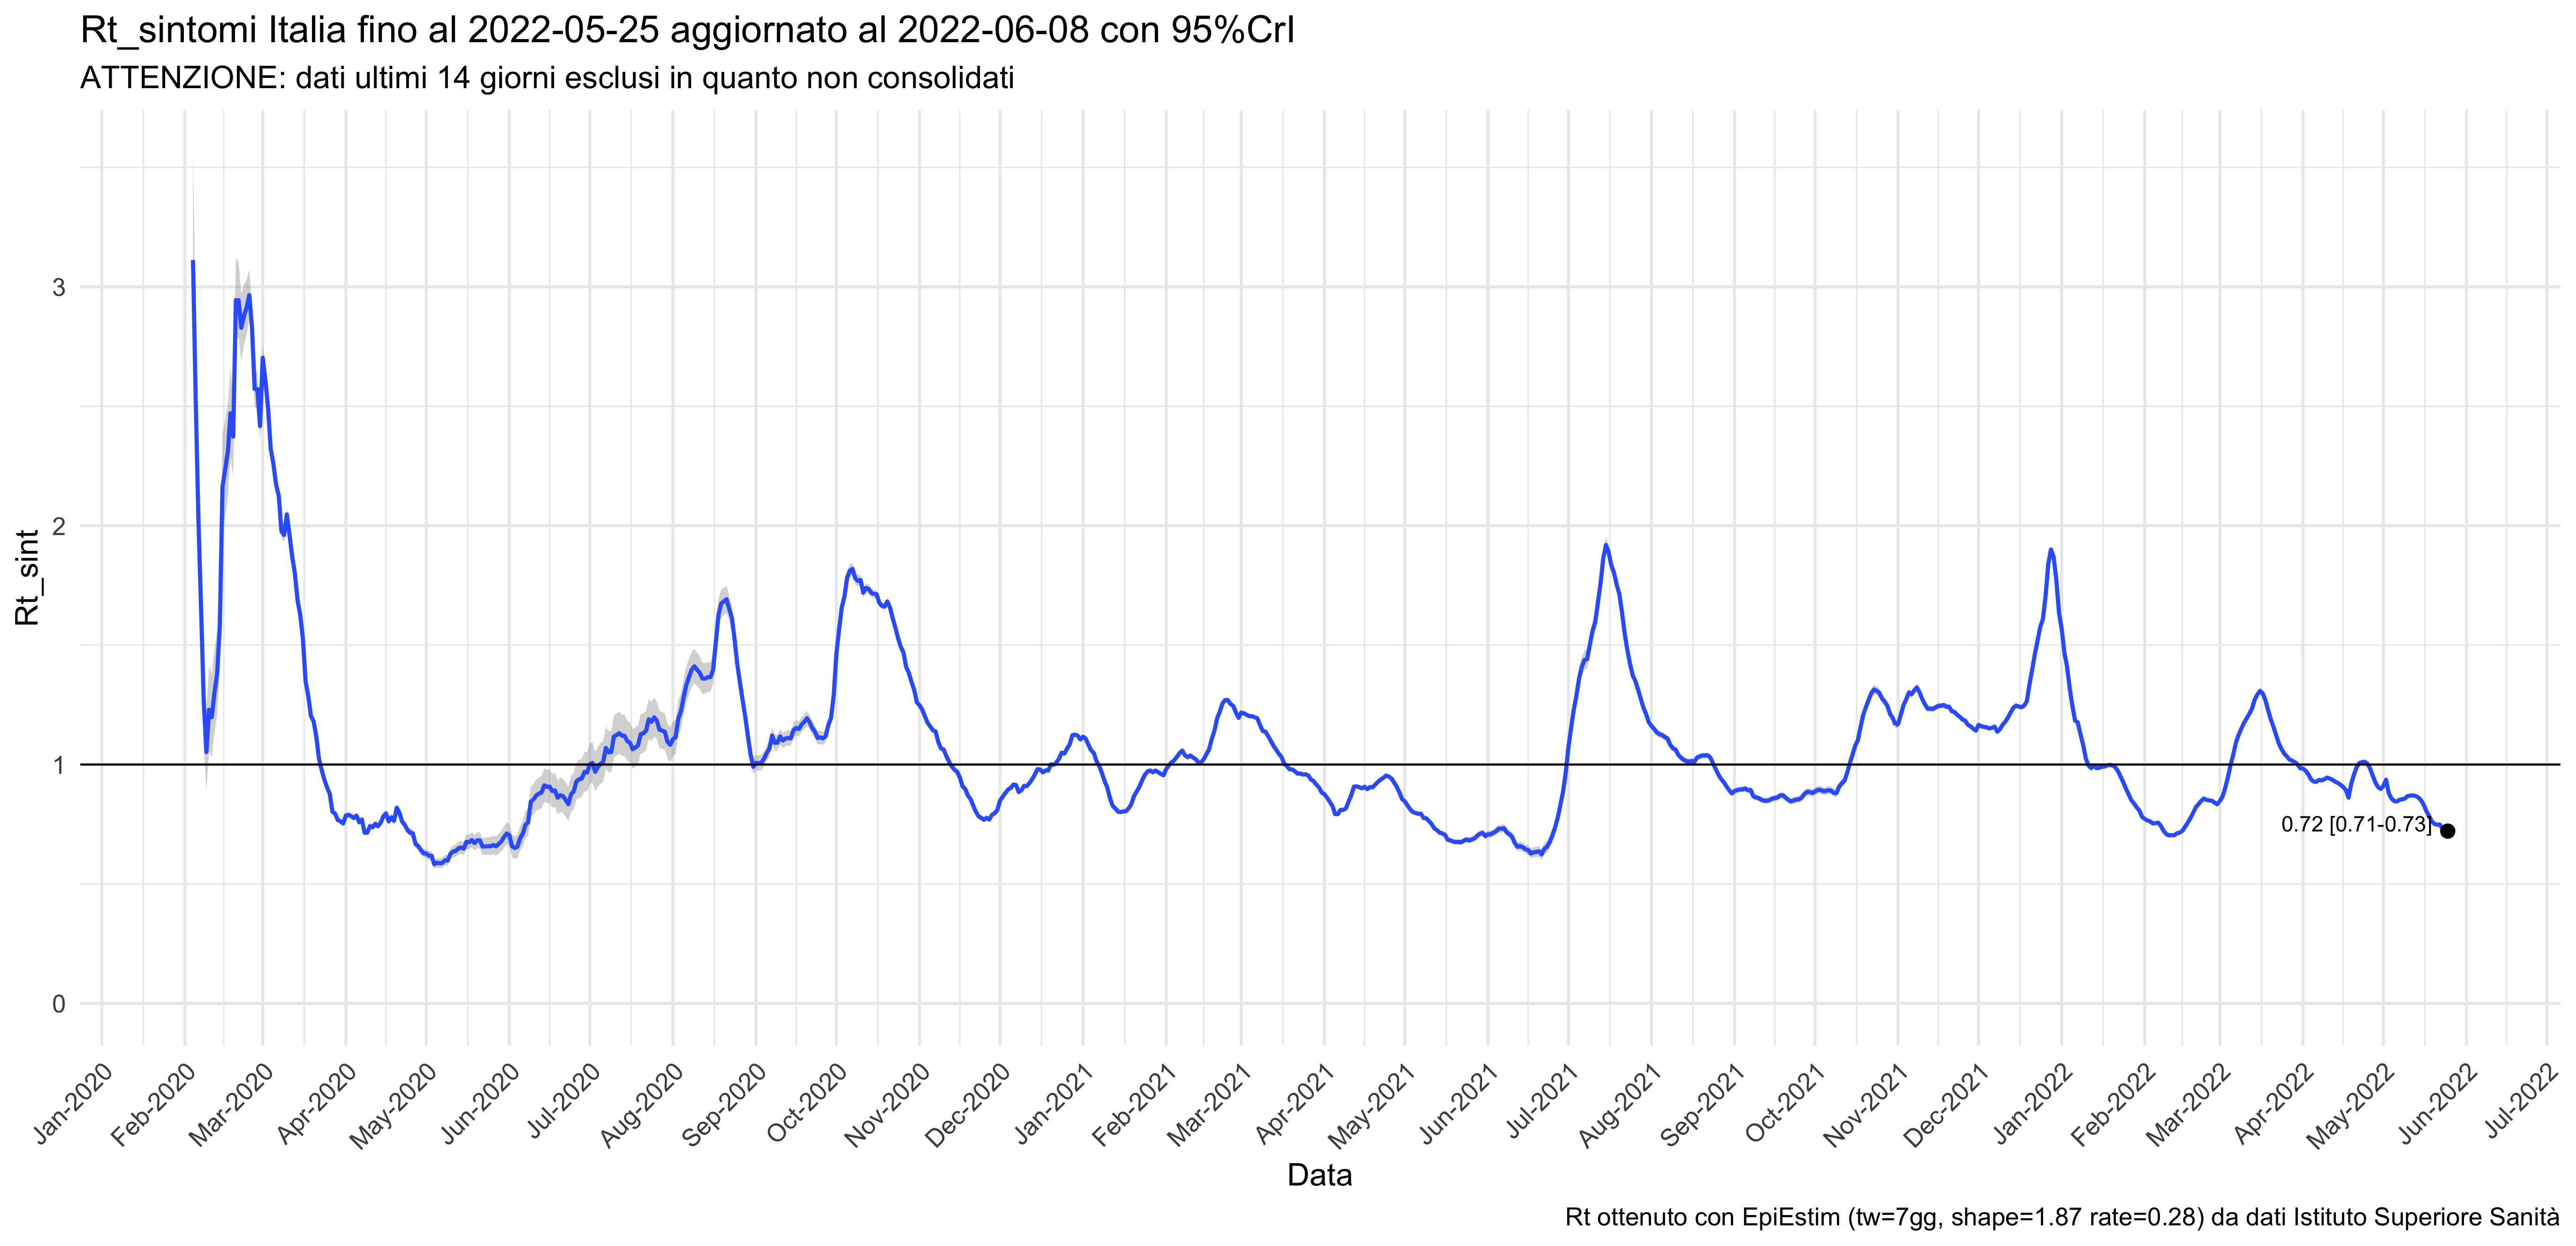 Rt_sintomi Italia fino al 2022-05-25 aggiornato al 2022-06-08 con 95%CrI
ATTENZIONE: dati ultimi 14 giorni esclusi in quanto non consolidati
Rt_sint
3
2
1
0
0.72 [0.71-0.73]
Jan-2020
Feb-2020
Mar-2020
Apr-2020
May-2020
Jun-2020
Jul-2020
Aug-2020
Sep-2020
Oct-2020
Nov-2020
Dec-2020
Jan-2021
Feb-2021
Mar-2021
Apr-2021
May-2021
Jun-2021
Jul-2021
Aug-2021
Sep-2021
Oct-2021
Nov-2021
Dec-2021
Jan-2022
Feb-2022
Mar-2022
Apr-2022
May-2022
Jun-2022
Jul-2022
Data
Rt ottenuto con EpiEstim (tw=7gg, shape=1.87 rate=0.28) da dati Istituto Superiore Sanità